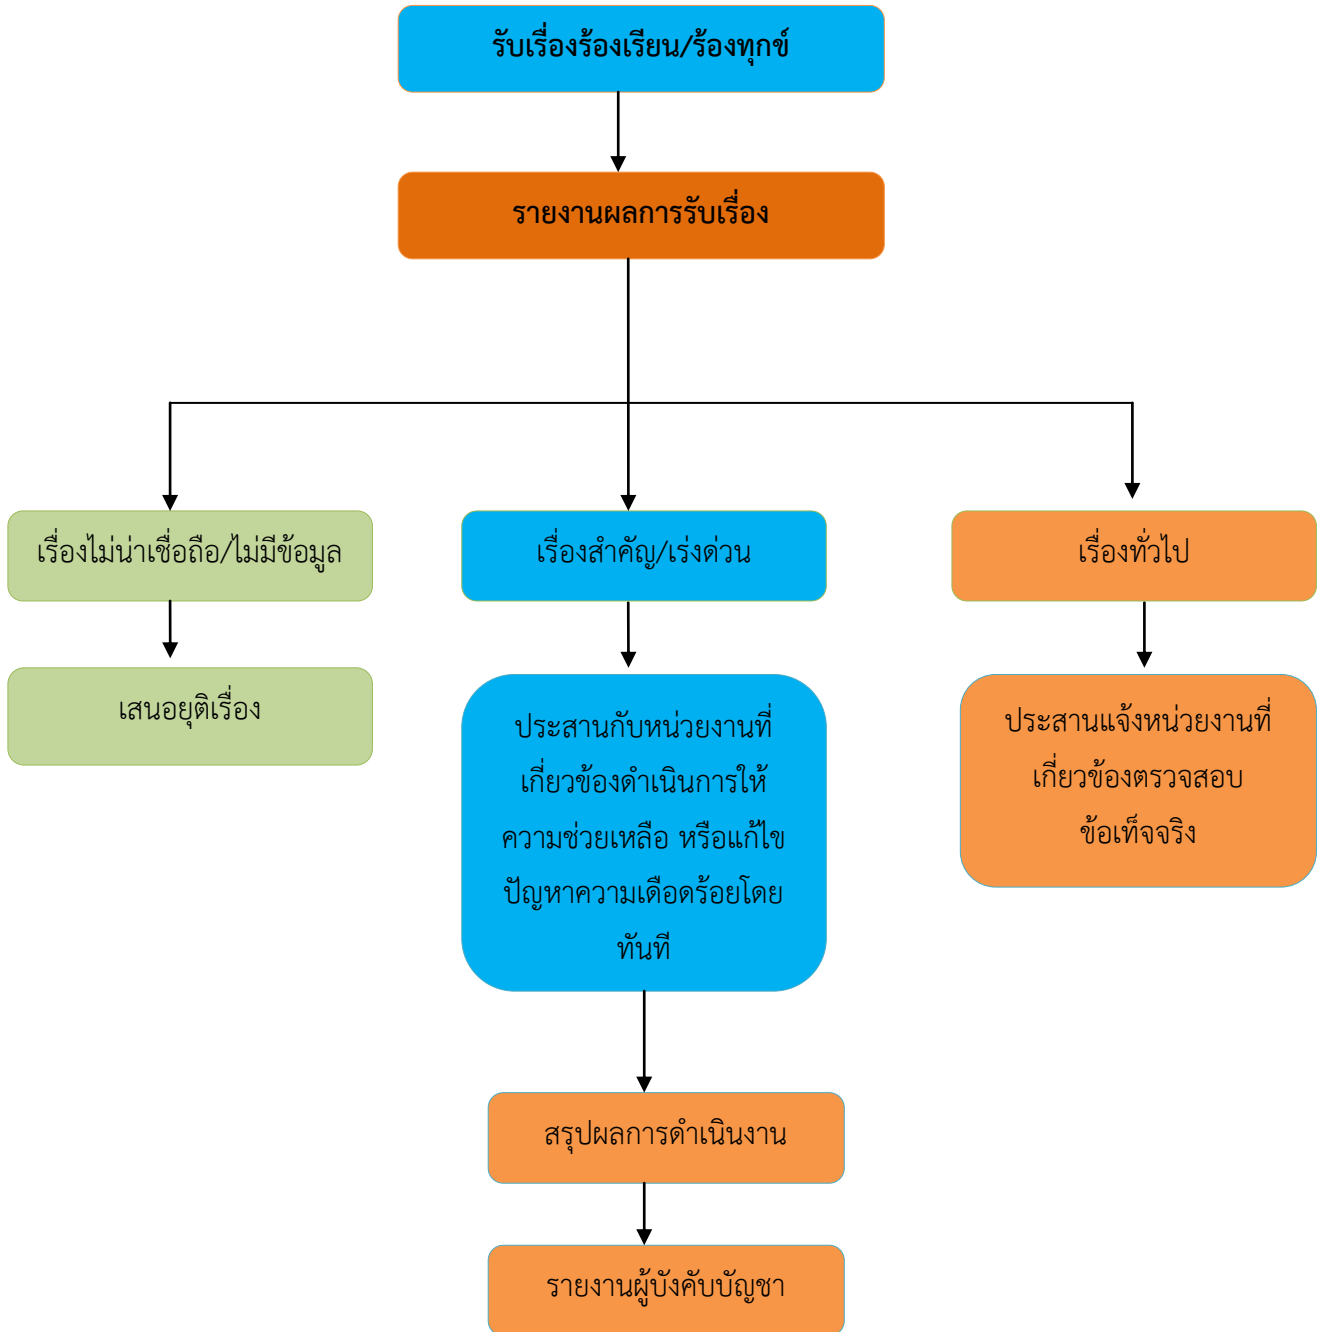 รับเรื่องร้องเรียน/ร้องทุกข์
รายงานผลการรับเรื่อง
เรื่องไม่น่าเชื่อถือ/ไม่มีข้อมูล
เรื่องสำคัญ/เร่งด่วน
เรื่องทั่วไป
เสนอยุติเรื่อง
ประสานกับหน่วยงานที่
เกี่ยวข้องดำเนินการให้
ความช่วยเหลือ หรือแก้ไข
ปัญหาความเดือดร้อยโดย
ทันที
ประสานแจ้งหน่วยงานที่
เกี่ยวข้องตรวจสอบ
ข้อเท็จจริง
สรุปผลการดำเนินงาน
รายงานผู้บังคับบัญชา